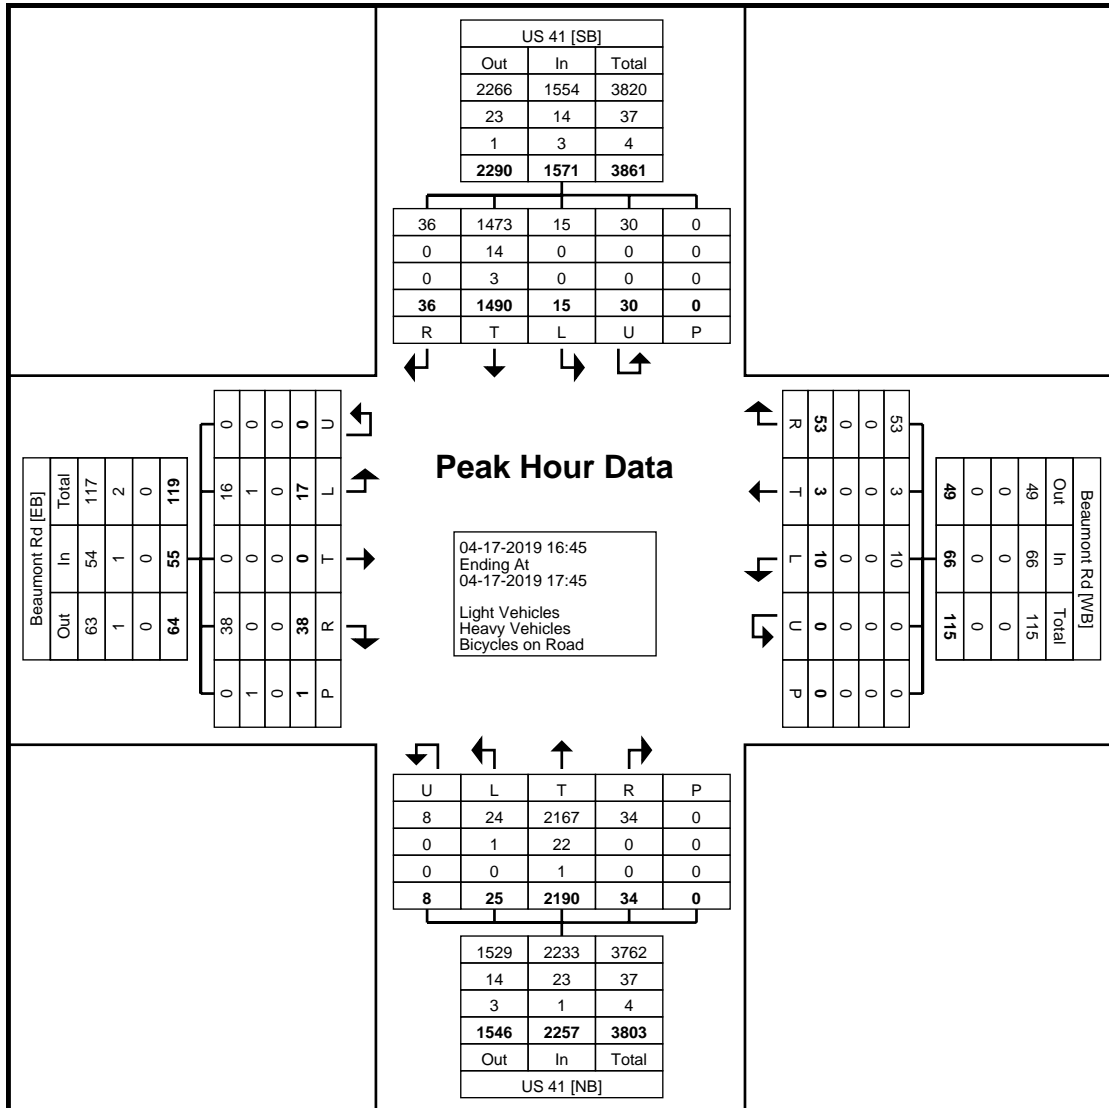 US 41 [SB]
Out In Total
2266 1554 3820
23 14 37
1 3 4
2290 1571 3861
36 1473 15 30 0
0 14 0 0 0
0 3 0 0 0
36 1490 15 30 0
R T L U P
Beaumont Rd [EB]
Total In Out
117 54 63
2 1 1
0 0 0
119 55 64
0 16 0 38 0
0 1 0 0 1
0 0 0 0 0
0 17 0 38 1
U L T R P
Peak Hour Data
04-17-2019 16:45
Ending At
04-17-2019 17:45
Light Vehicles
Heavy Vehicles
Bicycles on Road
R T L U P
53 3 10 0 0
0 0 0 0 0
0 0 0 0 0
53 3 10 0 0
49 66 115
0 0 0
0 0 0
49 66 115
Out In Total
Beaumont Rd [WB]
U L T R P
8 24 2167 34 0
0 1 22 0 0
0 0 1 0 0
8 25 2190 34 0
1529 2233 3762
14 23 37
3 1 4
1546 2257 3803
Out In Total
US 41 [NB]